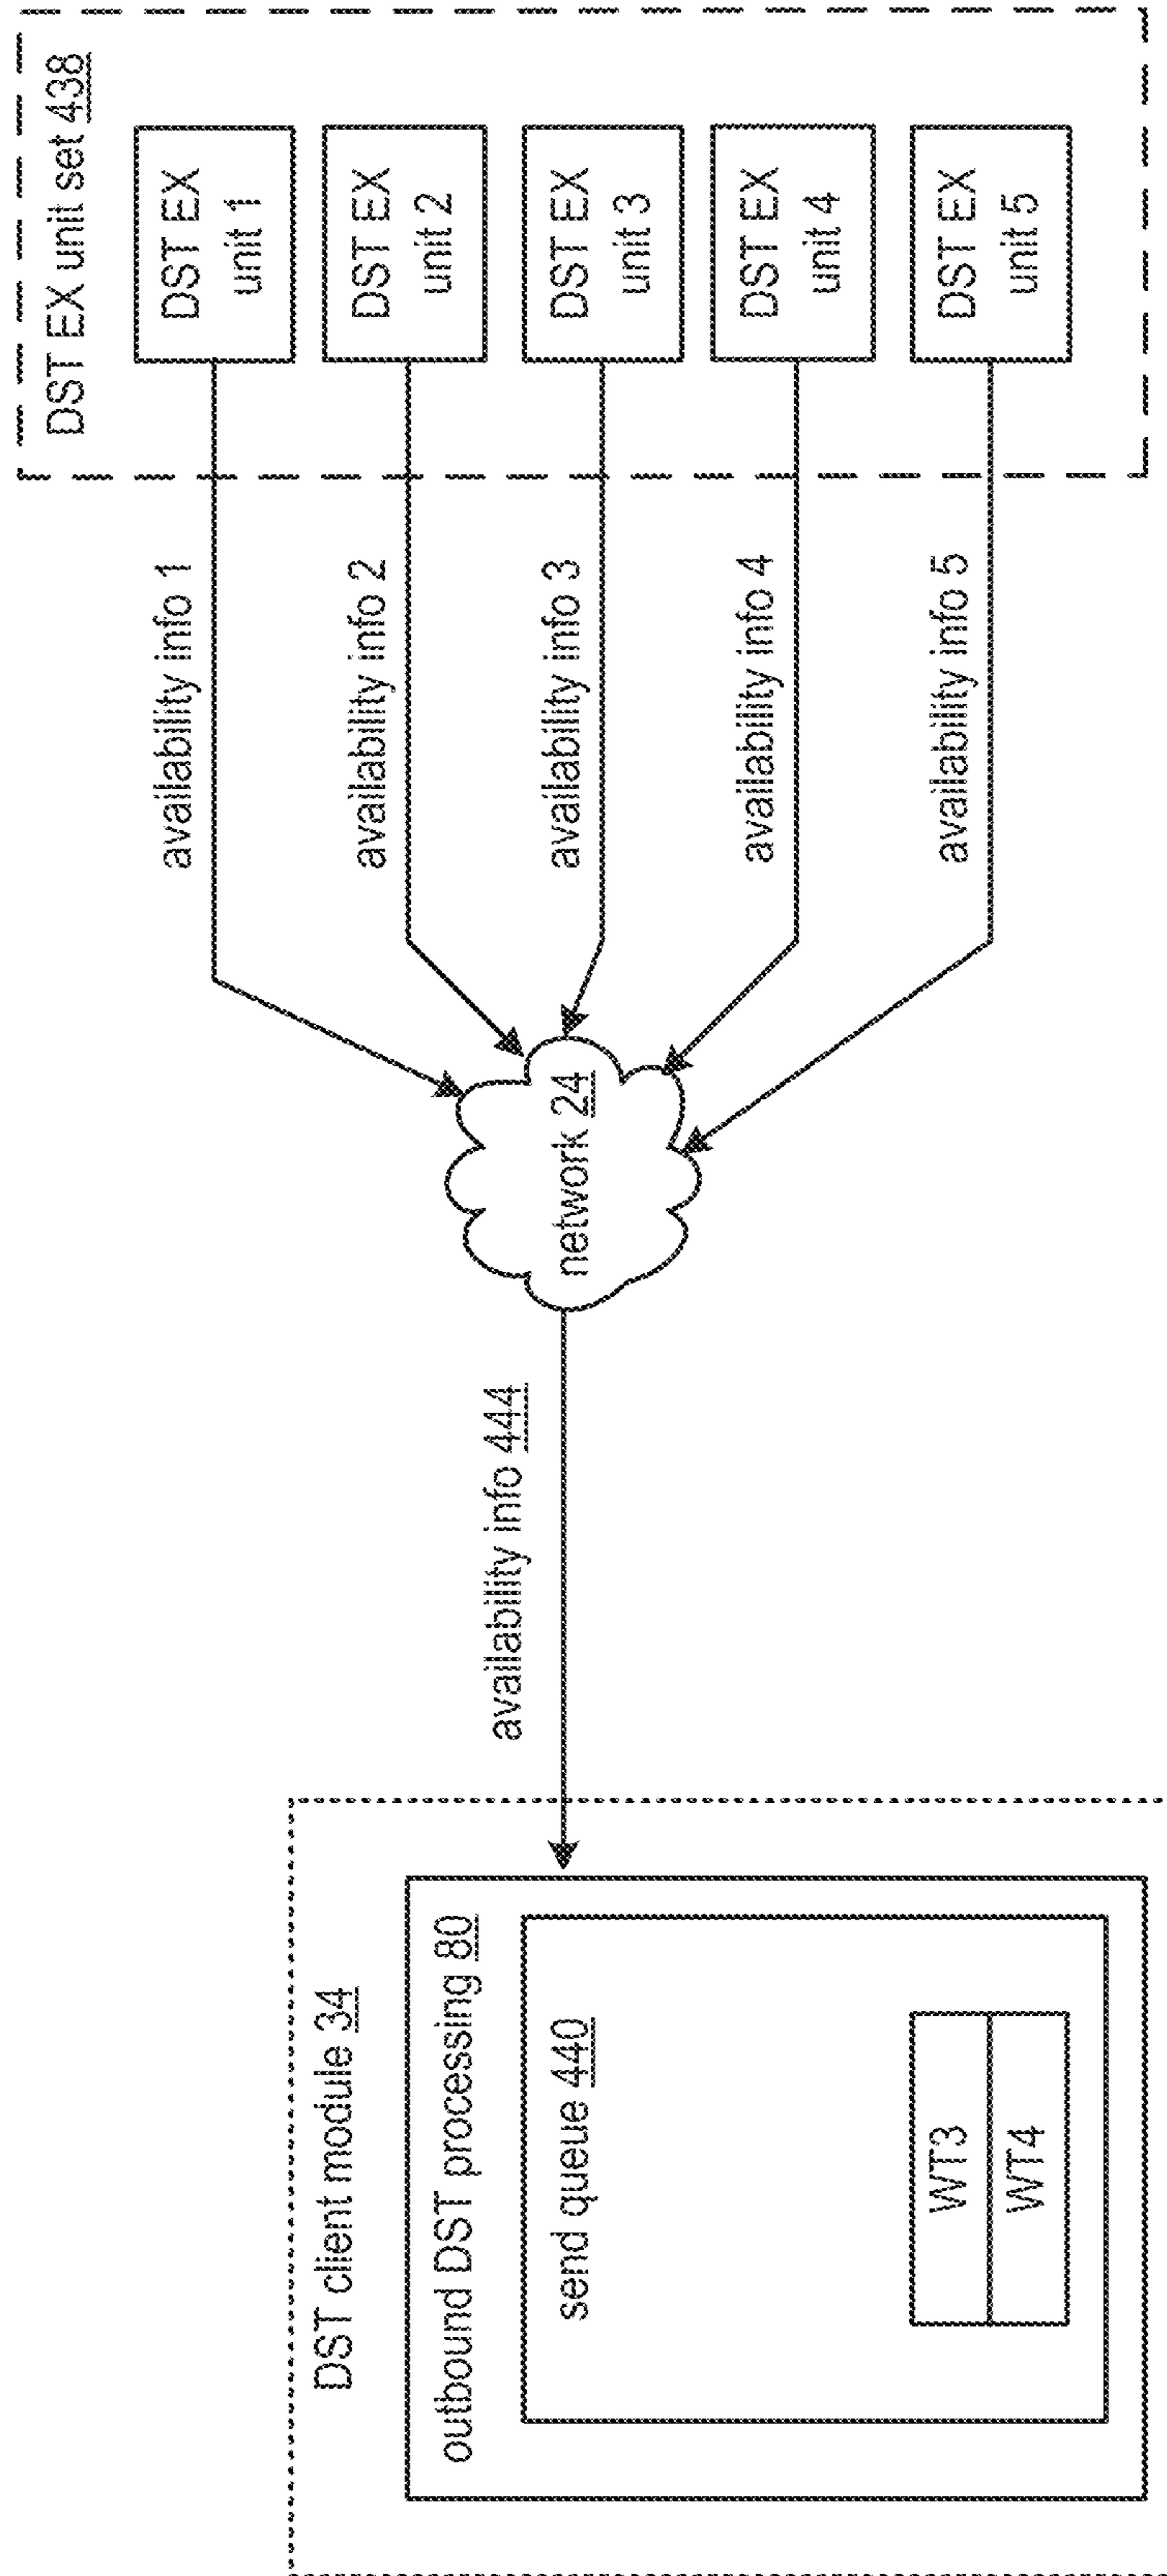 DST client module 34
outbound DST processing 80
send queue 440
WT3
WT4
availability info 444
network 24
availability info 1
availability info 2
availability info 3
availability info 4
availability info 5
DST EX unit set 438
DST EX
unit 1
DST EX
unit 2
DST EX
unit 3
DST EX
unit 4
DST EX
unit 5